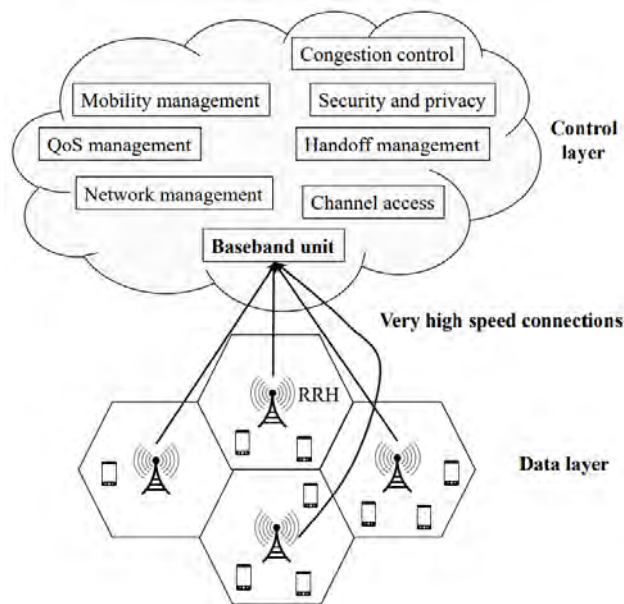 Congestion control
Mobility management
Security and privacy
Control
layer
QoS management
Handoff management
Network management
Channel access
Baseband unit
Very high speed connections
RRH
Data layer